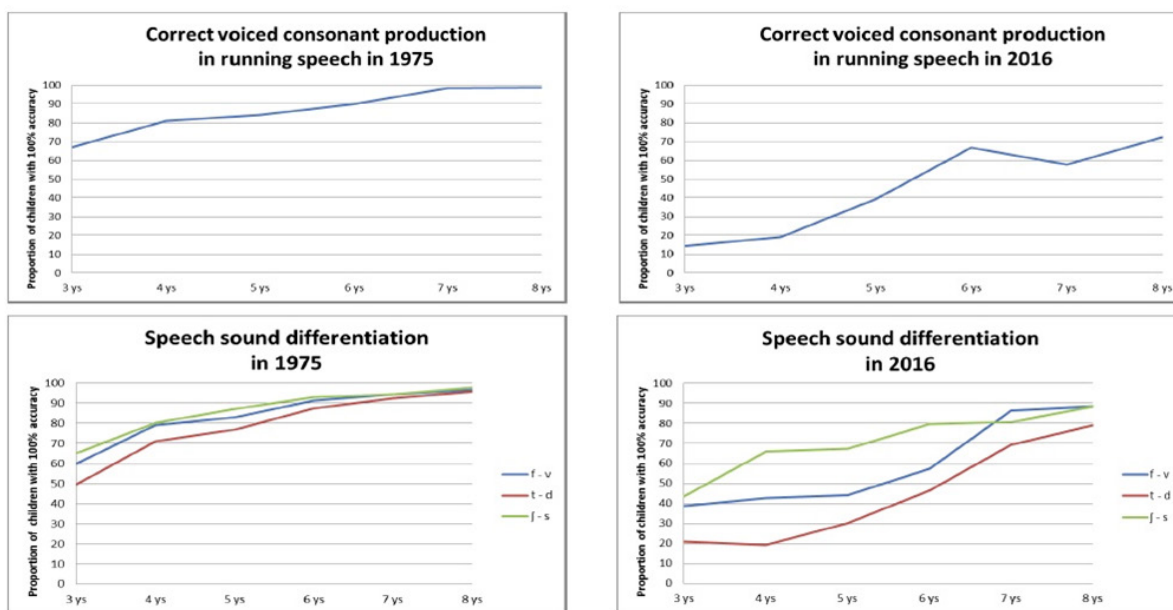 Correct voiced consonant production
in running speech in 1975
Proportion of children with 100% accuracy
100
90
80
70
60
50
40
30
20
10
0
3 ys 4 ys 5 ys 6 ys 7 ys 8 ys
Correct voiced consonant production
in running speech in 2016
Proportion of children with 100% accuracy
100
90
80
70
60
50
40
30
20
10
0
3 ys 4 ys 5 ys 6 ys 7 ys 8 ys
Speech sound differentiation
in 1975
Proportion of children with 100% accuracy
100
90
80
70
60
50
40
30
20
10
0
3 ys 4 ys 5 ys 6 ys 7 ys 8 ys
f - v
t - d
ʃ - s
Speech sound differentiation
in 2016
Proportion of children with 100% accuracy
100
90
80
70
60
50
40
30
20
10
0
3 ys 4 ys 5 ys 6 ys 7 ys 8 ys
f - v
t - d
ʃ - s